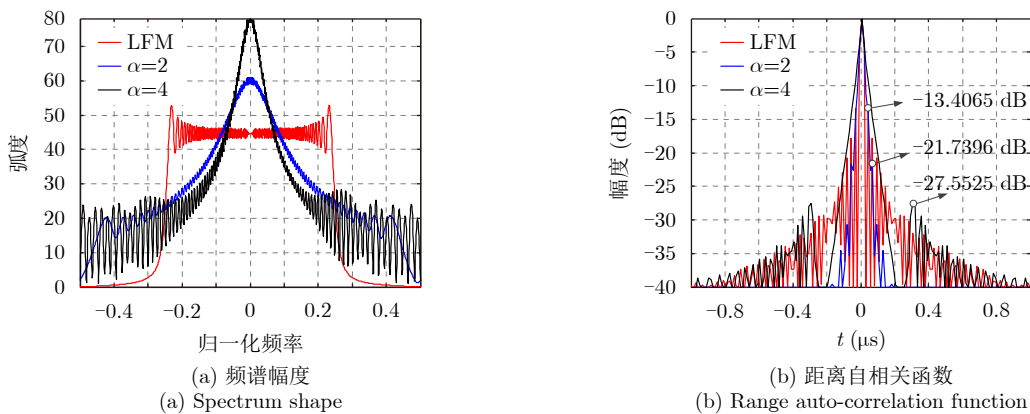 80
70
60
50
40
30
20
10
0
弧度
LFM
α=2
α=4
−0.4
−0.2
0
0.2
0.4
归一化频率
(a) 频谱幅度
(a) Spectrum shape
0
−5
−10
−15
−20
−25
−30
−35
−40
幅度 (dB)
LFM
α=2
α=4
−13.4065 dB
−21.7396 dB
−27.5525 dB
−0.8
−0.4
0
0.4
0.8
t (μs)
(b) 距离自相关函数
(b) Range auto-correlation function